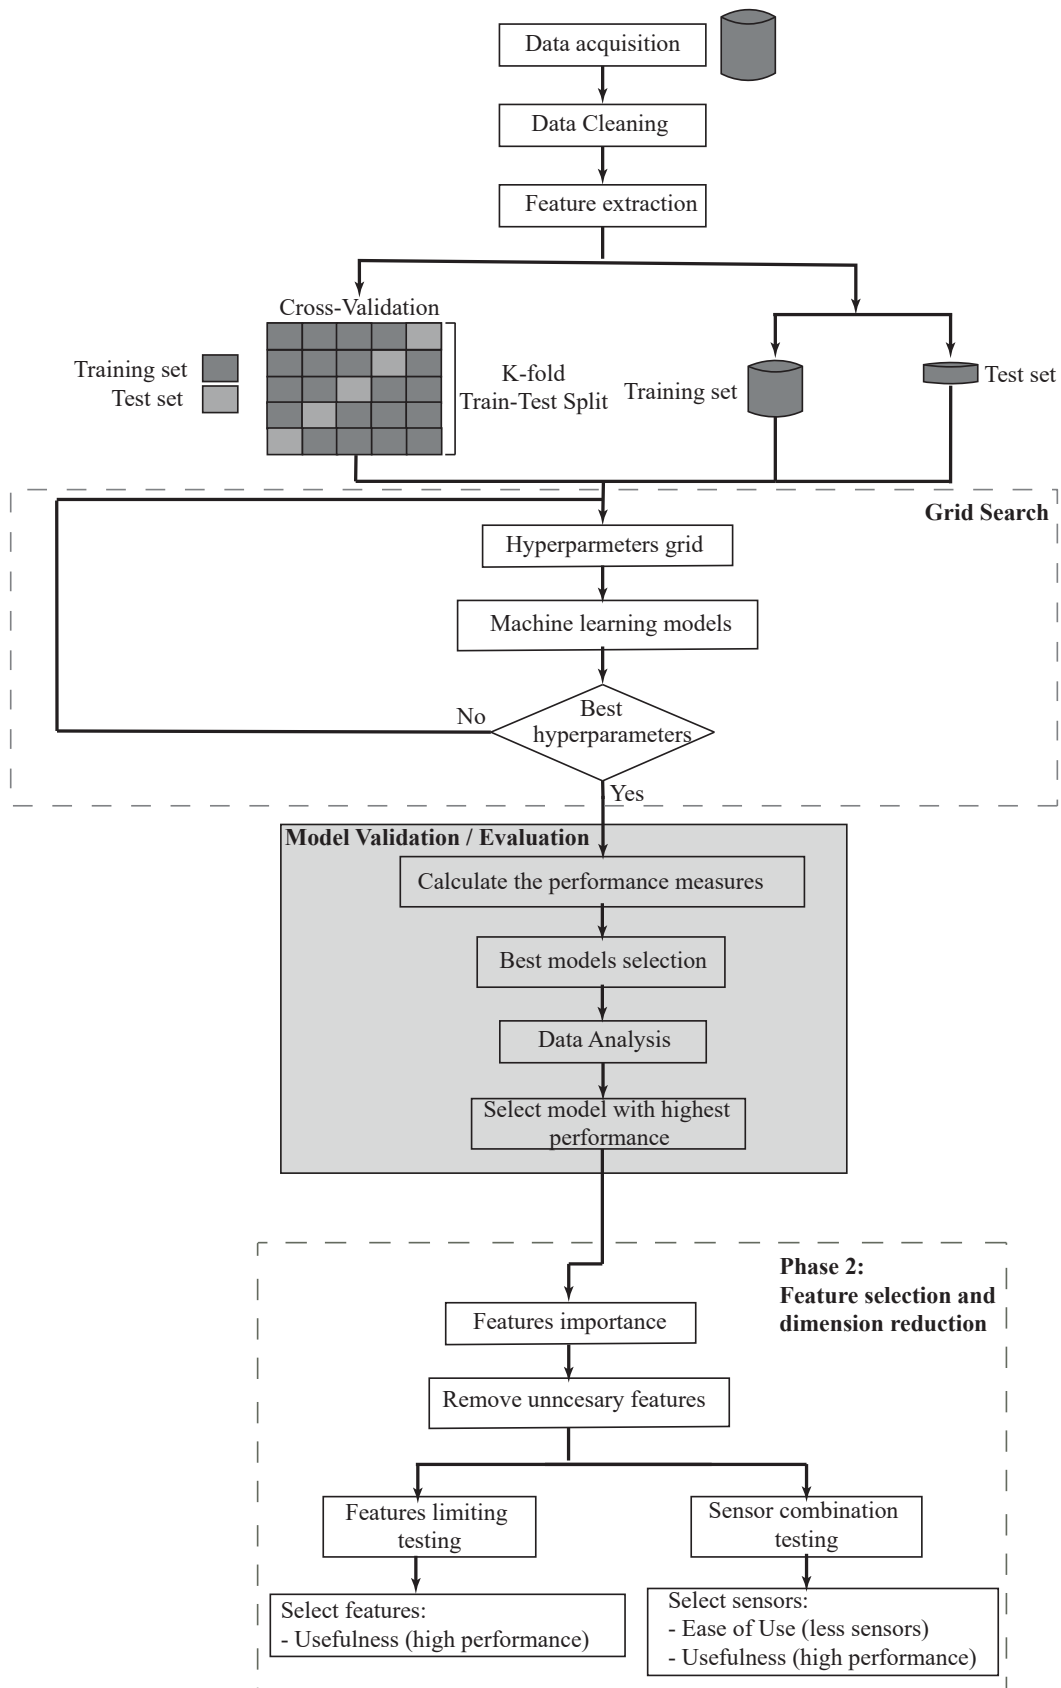 Data acquisition
Data Cleaning
Feature extraction
Cross-Validation
Training set
Test set
K-fold
Train-Test Split
Training set
Test set
Grid Search
Hyperparmeters grid
Machine learning models
Best
hyperparameters
No
Yes
Model Validation / Evaluation
Calculate the performance measures
Best models selection
Data Analysis
Select model with highest
performance
Phase 2:
Feature selection and
dimension reduction
Features importance
Remove unncesary features
Features limiting
testing
Sensor combination
testing
Select features:
- Usefulness (high performance)
Select sensors:
- Ease of Use (less sensors)
- Usefulness (high performance)